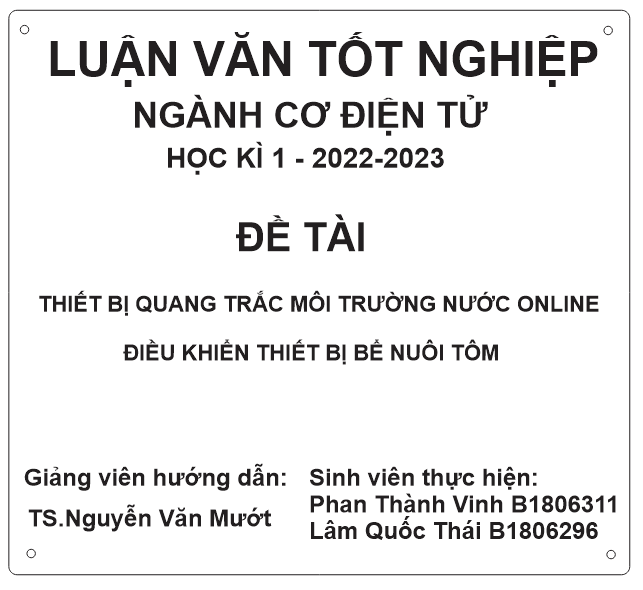 LUẬN VĂN TỐT NGHIỆP
NGÀNH CƠ ĐIỆN TỬ
HỌC KÌ 1 - 2022-2023
ĐỀ TÀI
THIẾT BỊ QUANG TRẮC MÔI TRƯỜNG NƯỚC ONLINE
ĐIỀU KHIỂN THIẾT BỊ BỂ NUÔI TÔM
Giảng viên hướng dẫn:
TS.Nguyễn Văn Mướt
Sinh viên thực hiện:
Phan Thành Vinh B1806311
Lâm Quốc Thái B1806296